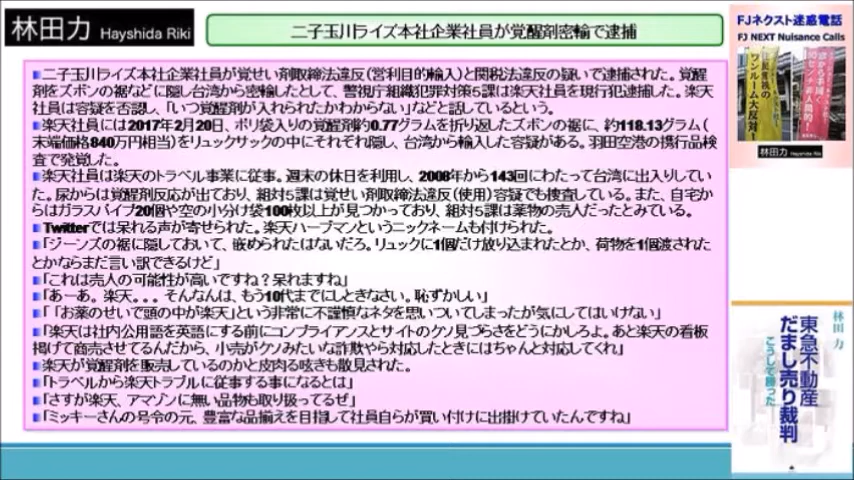 林田力 Hayshida Riki
二子玉川ライズ本社企業社員が覚醒剤密輸で逮捕
FJネクスト迷惑電話
FJ NEXT Nuisance Calls
二子玉川ライズ本社企業社員が覚せい剤取締法違反(営利目的輸入)と関税法違反の疑いで逮捕された。覚醒
剤をズボンの裾などに隠し台湾から密輸したとして、警視庁組織犯罪対策5課は楽天社員を現行犯逮捕した。楽天
社員は容疑を否認し、「いつ覚醒剤が入れられたかわからない」などと話しているという。
楽天社員には2017年2月20日、ポリ袋入りの覚醒剤約0.77グラムを折り返したズボンの裾に、約118.13グラム(
末端価格840万円相当)をリュックサックの中にそれぞれ隠し、台湾から輸入した容疑がある。羽田空港の携行品検
査で発覚した。
楽天社員は楽天のトラベル事業に従事。週末の休日を利用し、2008年から143回にわたって台湾に出入りしてい
た。尿からは覚醒剤反応が出ており、組対5課は覚せい剤取締法違反(使用)容疑でも捜査している。また、自宅か
らはガラスパイプ20個や空の小分け袋100枚以上が見つかっており、組対5課は薬物の売人だったとみている。
Twitterでは呆れる声が寄せられた。楽天ハーブマンというニックネームも付けられた。
「ジーンズの裾に隠しておいて、嵌められたはないだろ。リュックに1個だけ放り込まれたとか、荷物を1個渡された
とかならまだ言い訳できるけど」
「これは売人の可能性が高いですね?呆れますね」
「あーあ。楽天。。。そんなんは、もう10代までにしときなさい。恥ずかしい」
「「お薬のせいで頭の中が楽天」という非常に不謹慎なネタを思いついてしまったが気にしてはいけない」
「楽天は社内公用語を英語にする前にコンプライアンスとサイトのクソ見づらさをどうにかしろよ。あと楽天の看板
掲げて商売させてるんだから、小売がクソみたいな詐欺やら対応したときにはちゃんと対応してくれ」
楽天が覚醒剤を販売しているのかと皮肉る呟きも散見された。
「トラベルから楽天トラブルに従事する事になるとは」
「さすが楽天、アマゾンに無い品物も取り扱ってるぜ」
「ミッキーさんの号令の元、豊富な品揃えを目指して社員自らが買い付けに出掛けていたんですね」
ワンルーム大反対!
林田力 Hayshida Riki
林田 力
東急不動産
だまし売り裁判
こうして勝った